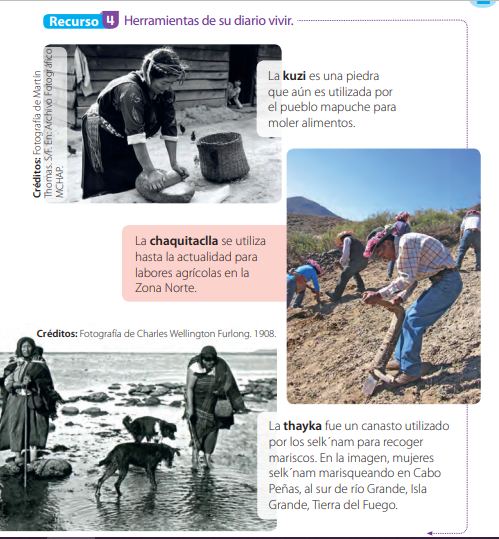 Recurso 4 Herramientas de su diario vivir.
Créditos: Fotografía de Martín
Thomas. S/F. En: Archivo Fotográfico
MCHAP.
La kuzi es una piedra
que aún es utilizada por
el pueblo mapuche para
moler alimentos.
La chaquitaclla se utiliza
hasta la actualidad para
labores agrícolas en la
Zona Norte.
Créditos: Fotografía de Charles Wellington Furlong. 1908.
La thayka fue un canasto utilizado
por los selk´nam para recoger
mariscos. En la imagen, mujeres
selk´nam marisqueando en Cabo
Peñas, al sur de río Grande, Isla
Grande, Tierra del Fuego.